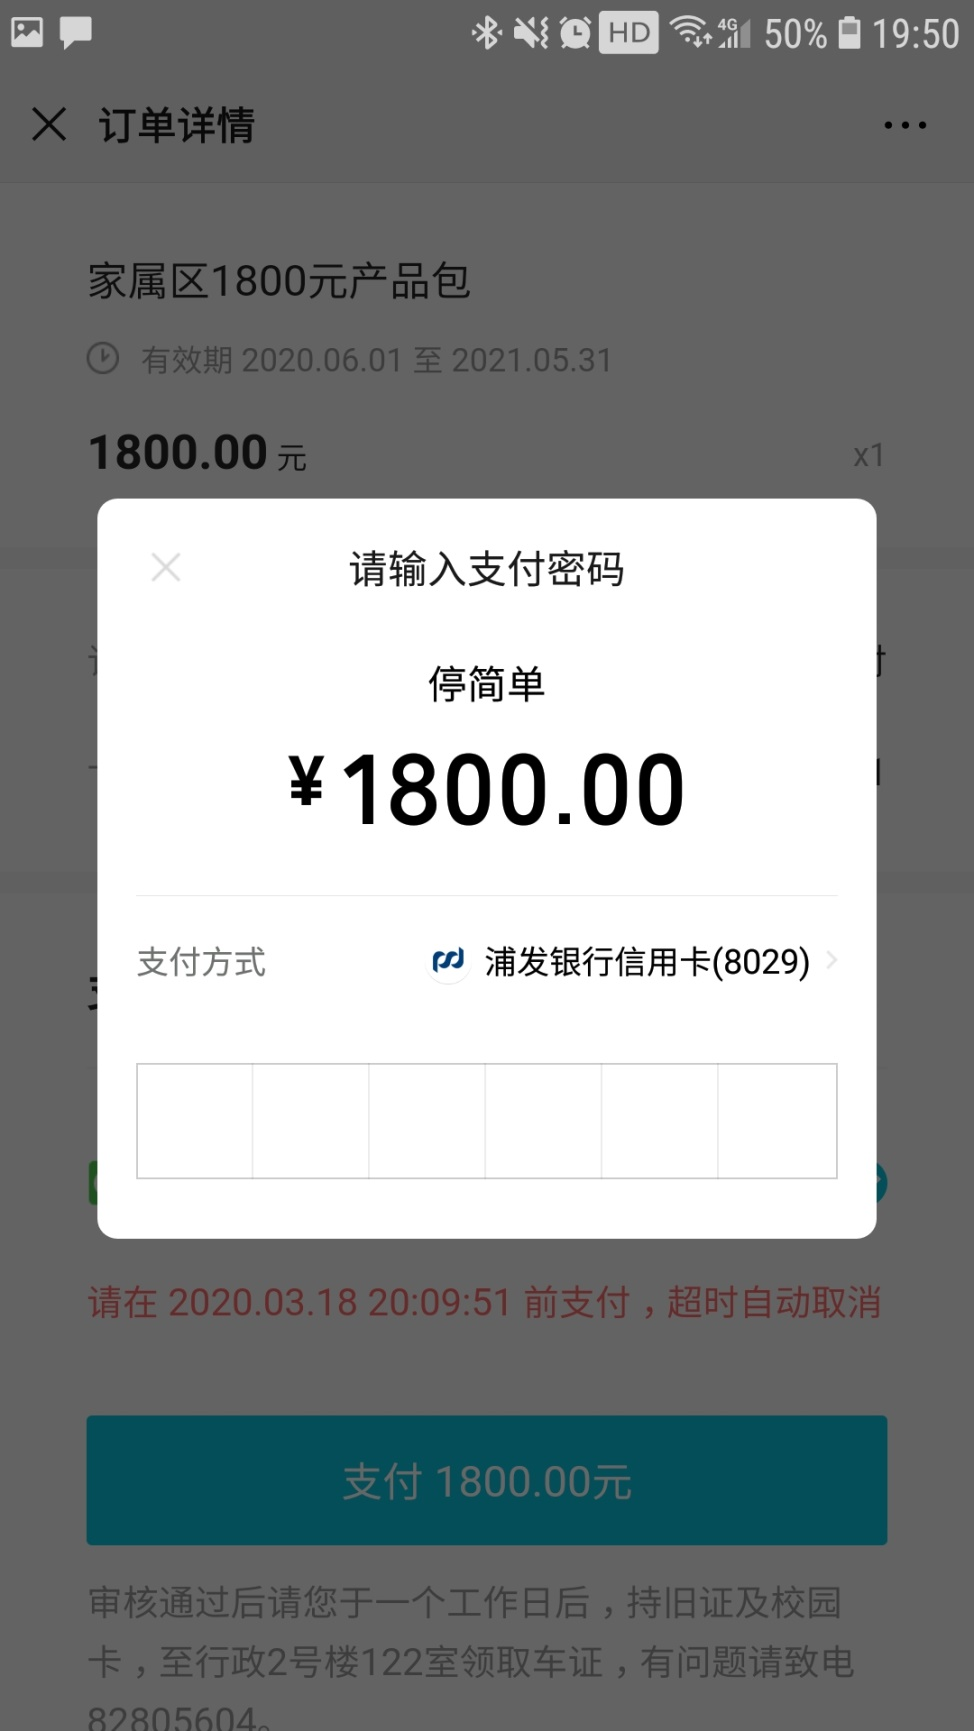 HD 4G 50% 19:50
订单详情
家属区1800元产品包
有效期 2020.06.01 至 2021.05.31
1800.00 元 x1
请输入支付密码
停简单
¥1800.00
支付方式 浦发银行信用卡(8029)
请在 2020.03.18 20:09:51 前支付，超时自动取消
支付 1800.00元
审核通过后请您于一个工作日后，持旧证及校园
卡，至行政2号楼122室领取车证，有问题请致电
82805604。